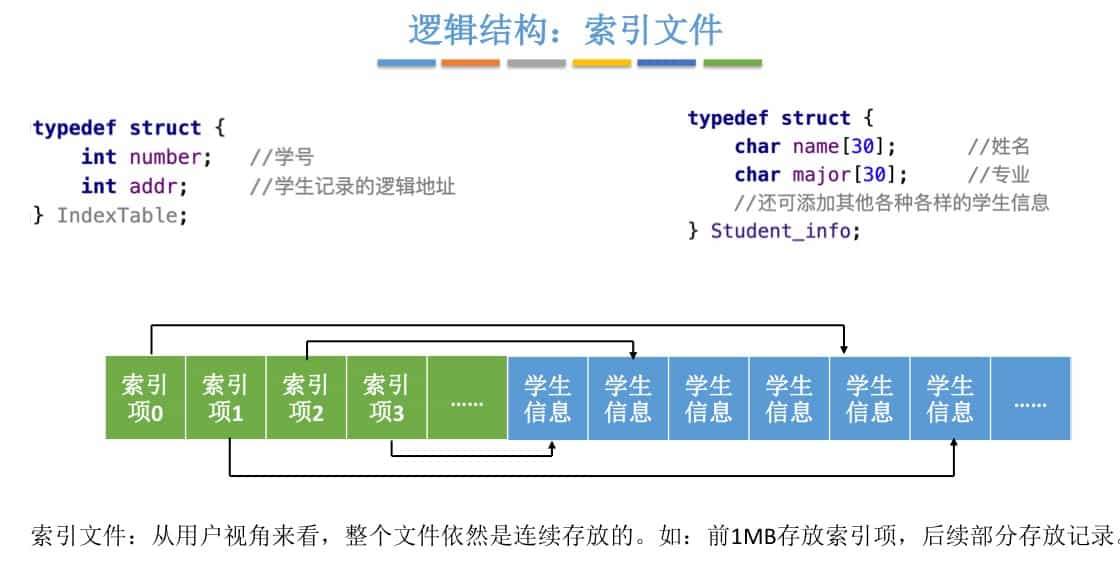 逻辑结构：索引文件
typedef struct {
int number; //学号
int addr; //学生记录的逻辑地址
} IndexTable;
typedef struct {
char name[30]; //姓名
char major[30]; //专业
//还可添加其他各种各样的学生信息
} Student_info;
索引
项0
索引
项1
索引
项2
索引
项3
……
学生
信息
学生
信息
学生
信息
学生
信息
学生
信息
学生
信息
……
索引文件：从用户视角来看，整个文件依然是连续存放的。如：前1MB存放索引项，后续部分存放记录。